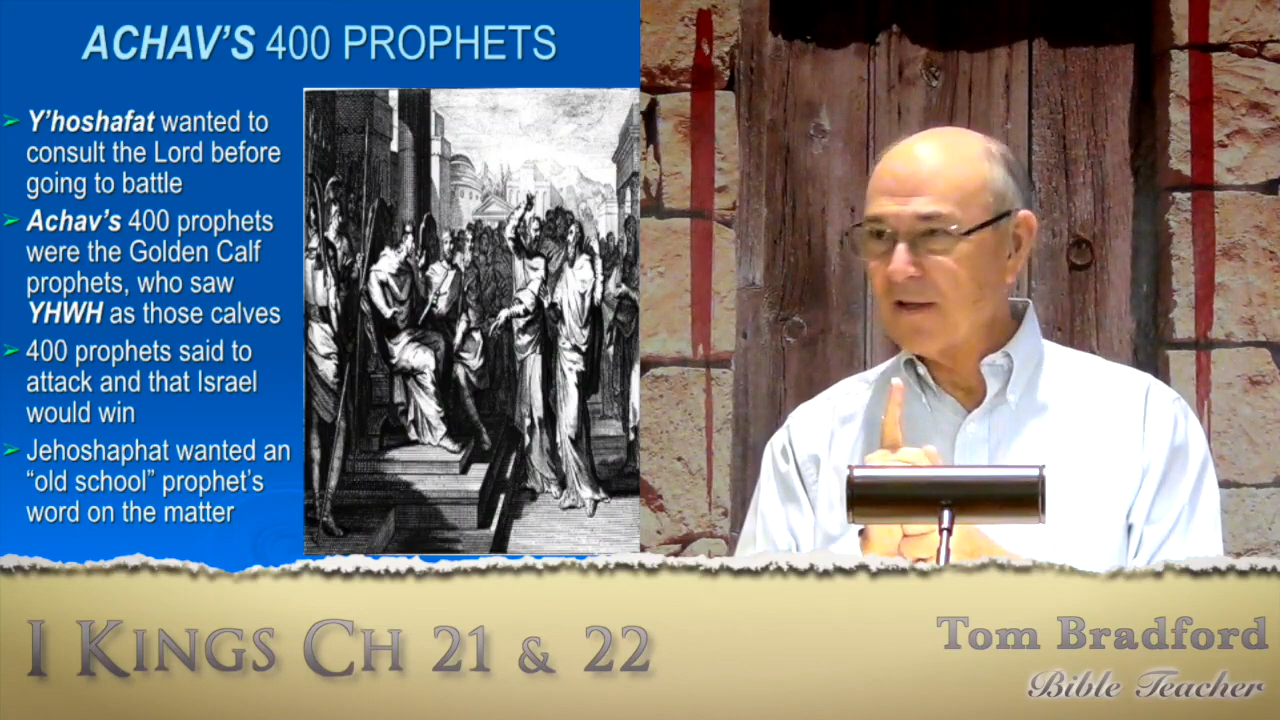 ACHAV'S 400 PROPHETS
➢ Y'hoshafat wanted to
consult the Lord before
going to battle
➢ Achav's 400 prophets
were the Golden Calf
prophets, who saw
YHWH as those calves
➢ 400 prophets said to
attack and that Israel
would win
➢ Jehoshaphat wanted an
“old school” prophet's
word on the matter
I KINGS CH 21 & 22
Tom Bradford
Bible Teacher